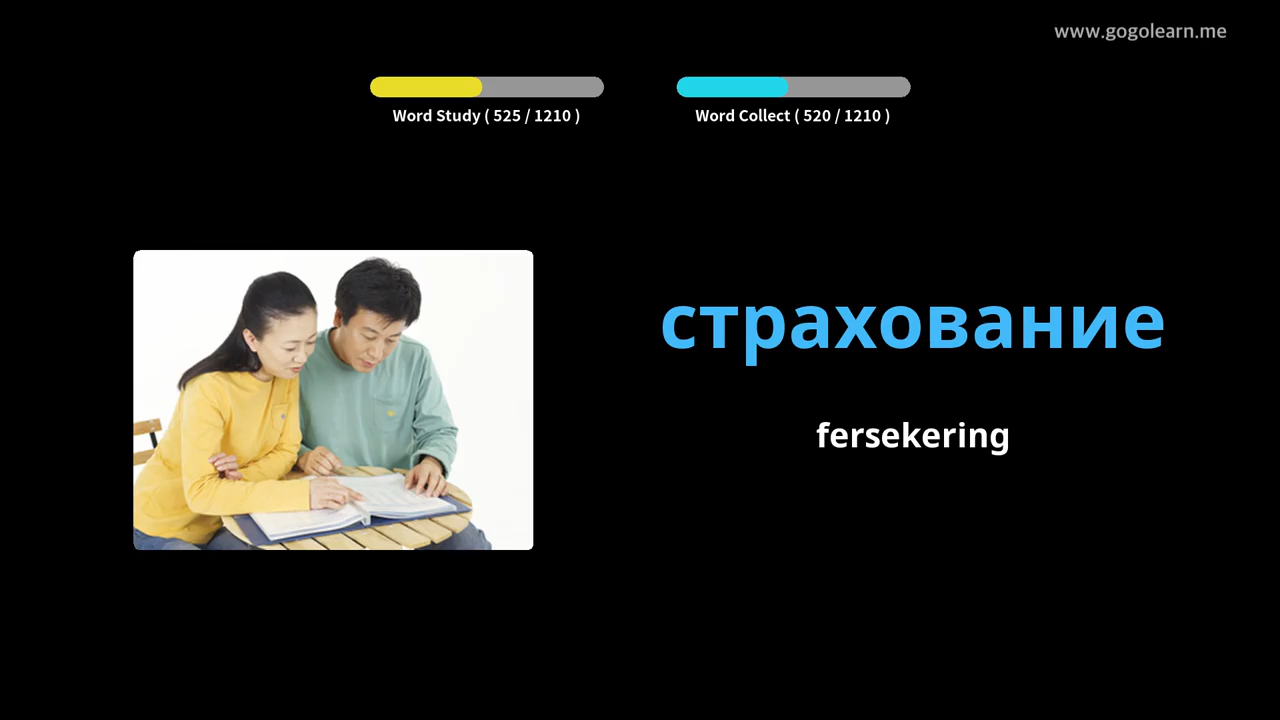 www.gogolearn.me
Word Study ( 525 / 1210 )
Word Collect ( 520 / 1210 )
страхование
fersekering